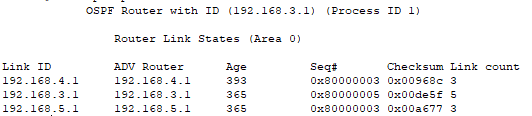 OSPF Router with ID (192.168.3.1) (Process ID 1)
Router Link States (Area 0)
Link ID ADV Router Age Seq# Checksum Link count
192.168.4.1 192.168.4.1 393 0x80000003 0x00968c 3
192.168.3.1 192.168.3.1 365 0x80000005 0x00de5f 5
192.168.5.1 192.168.5.1 365 0x80000003 0x00a677 3